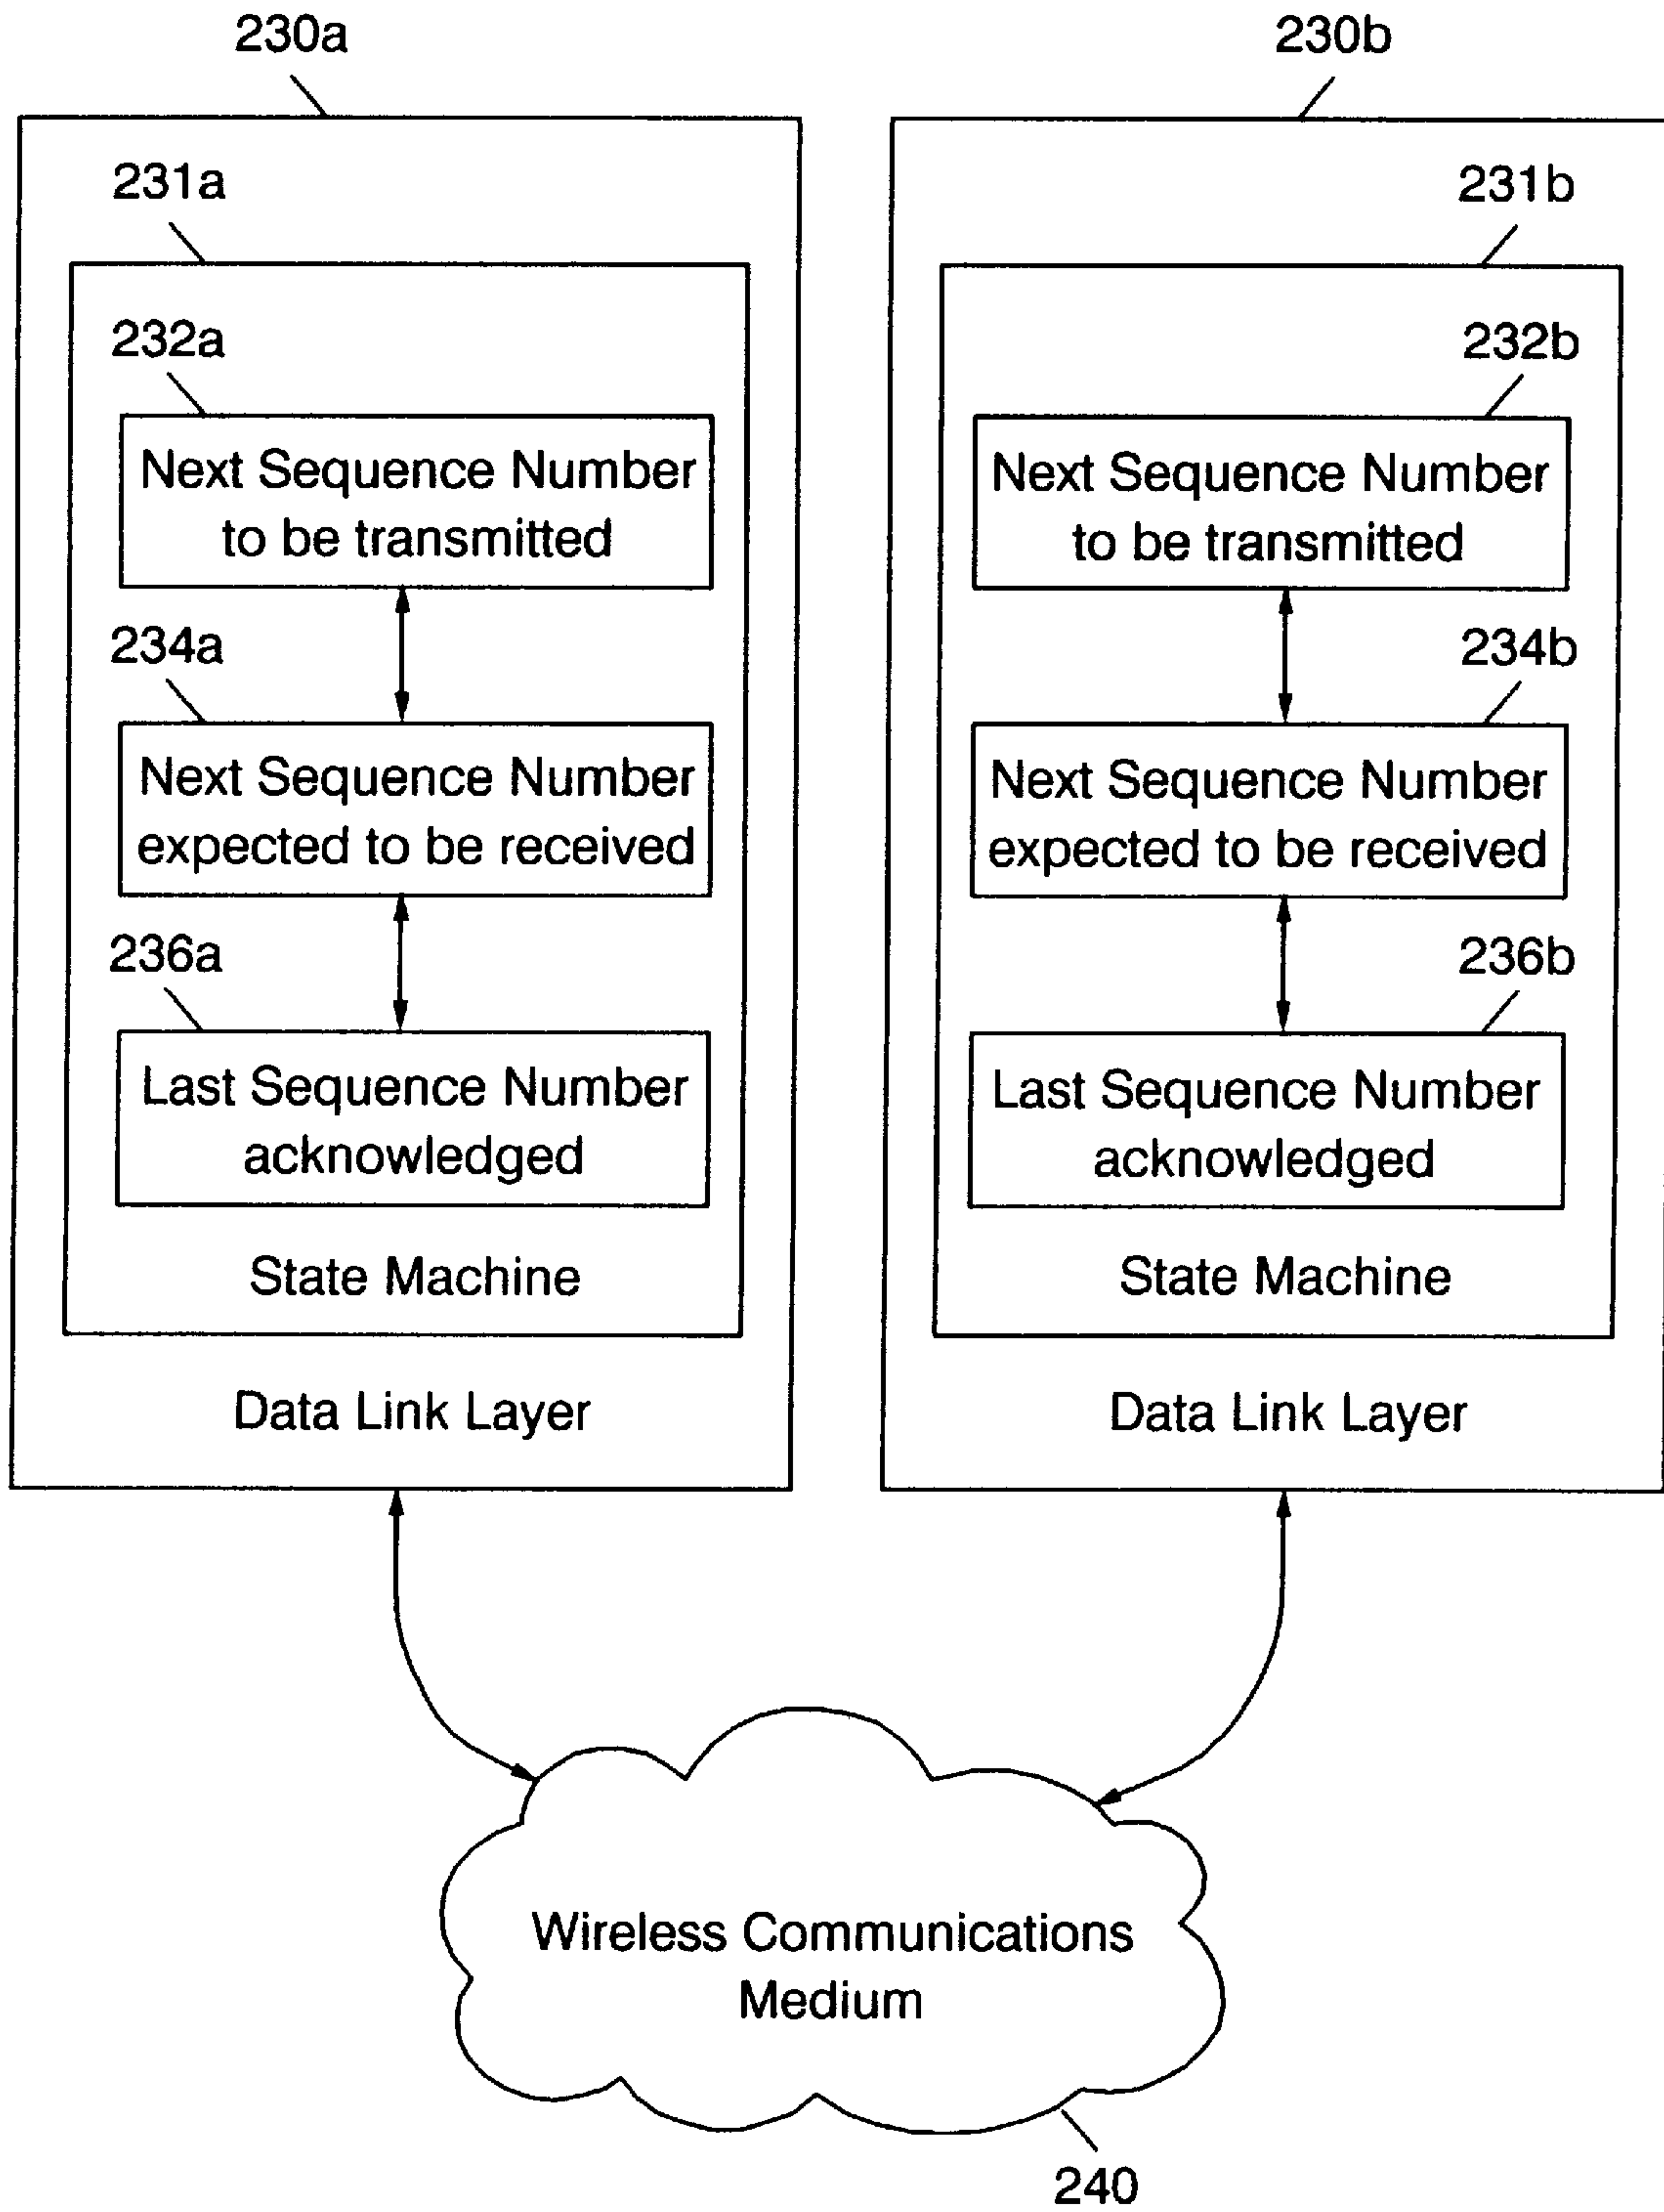 230a
230b
231a
231b
232a
232b
Next Sequence Number
to be transmitted
Next Sequence Number
to be transmitted
234a
234b
Next Sequence Number
expected to be received
Next Sequence Number
expected to be received
236a
236b
Last Sequence Number
acknowledged
Last Sequence Number
acknowledged
State Machine
State Machine
Data Link Layer
Data Link Layer
Wireless Communications
Medium
240